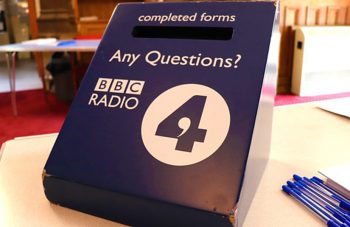 completed forms
Any Questions?
BBC
RADIO
4